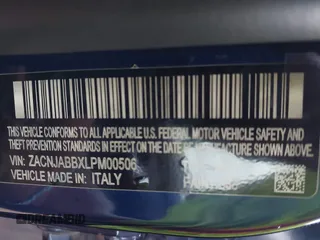 THIS VEHICLE CONFORMS TO ALL APPLICABLE U.S. FEDERAL MOTOR VEHICLE SAFETY AND
THEFT PREVENTION STANDARDS IN EFFECT ON THE DATE OF MANUFACTURE SHOWN ABOVE.
VIN: ZACNJABBXLPM00506
VEHICLE MADE IN: ITALY
DREAMBID